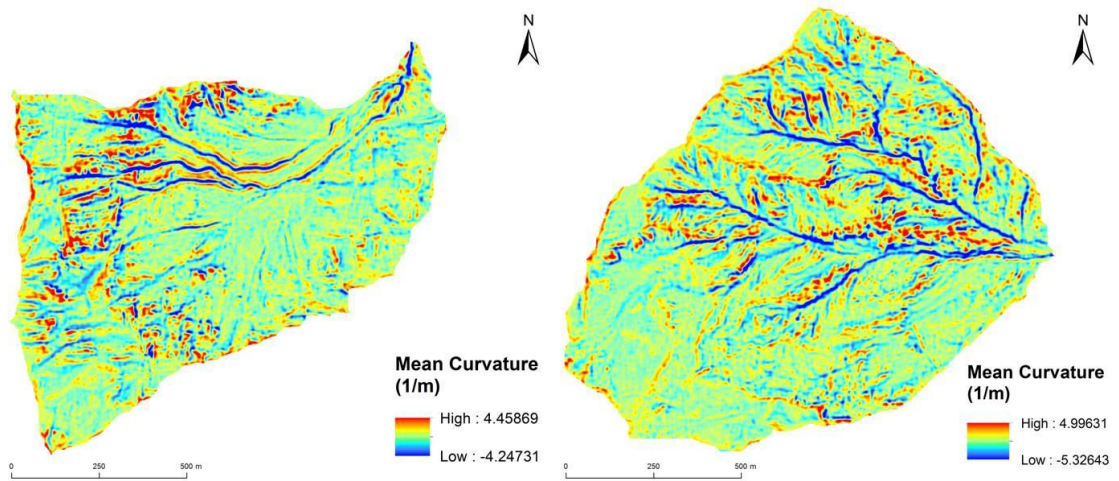 N
Mean Curvature
(1/m)
High : 4.45869
Low : -4.24731
0 250 500 m
N
Mean Curvature
(1/m)
High : 4.99631
Low : -5.32643
0 250 500 m